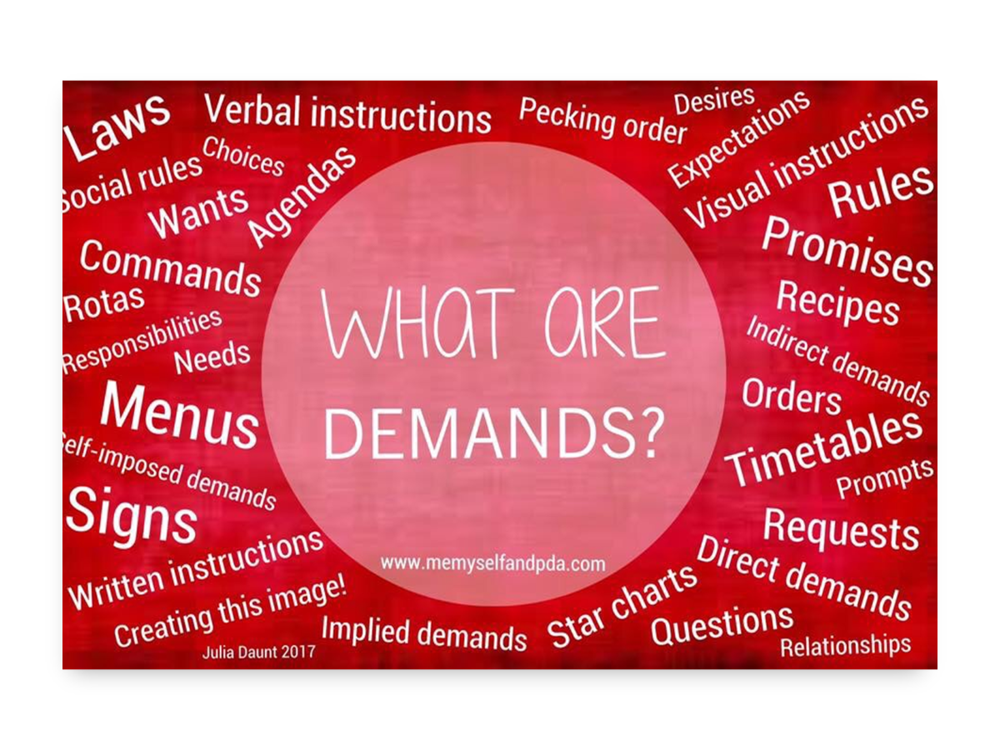 Laws
Verbal instructions
Pecking order
Desires
Expectations
Visual instructions
Choices
Social rules
Agendas
Wants
Rules
Promises
Commands
Rotas
Recipes
Responsibilities
Needs
Indirect demands
WHAT ARE
DEMANDS?
Orders
Menus
Timetables
Self-imposed demands
Prompts
Signs
Requests
Written instructions
www.memyselfandpda.com
Direct demands
Creating this image!
Star charts
Implied demands
Questions
Julia Daunt 2017
Relationships